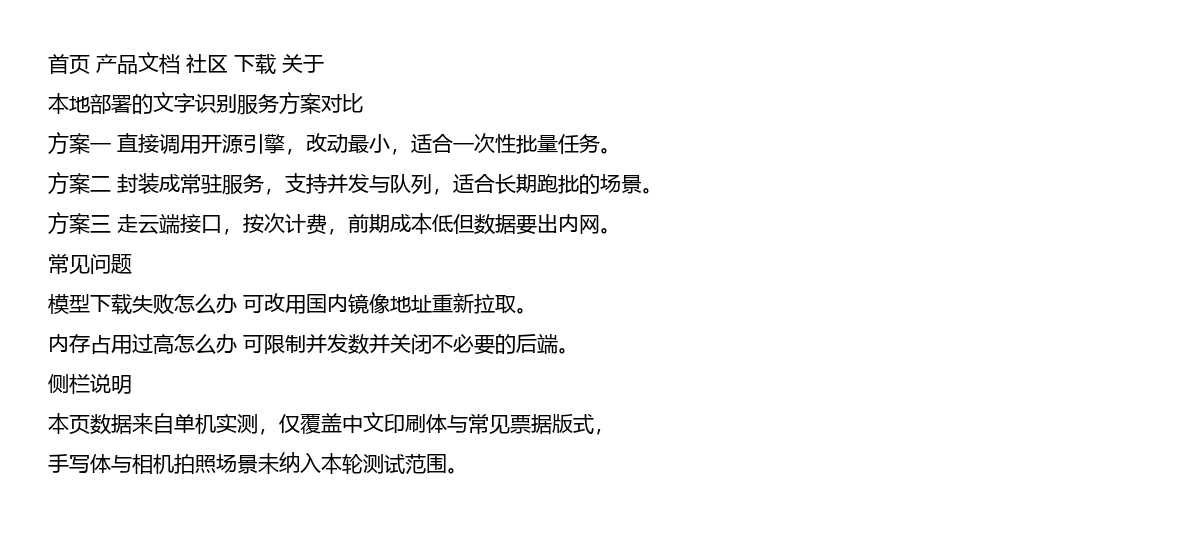 首页 产品文档 社区 下载 关于
本地部署的文字识别服务方案对比
方案一 直接调用开源引擎，改动最小，适合一次性批量任务。
方案二 封装成常驻服务，支持并发与队列，适合长期跑批的场景。
方案三 走云端接口，按次计费，前期成本低但数据要出内网。
常见问题
模型下载失败怎么办 可改用国内镜像地址重新拉取。
内存占用过高怎么办 可限制并发数并关闭不必要的后端。
侧栏说明
本页数据来自单机实测，仅覆盖中文印刷体与常见票据版式，
手写体与相机拍照场景未纳入本轮测试范围。